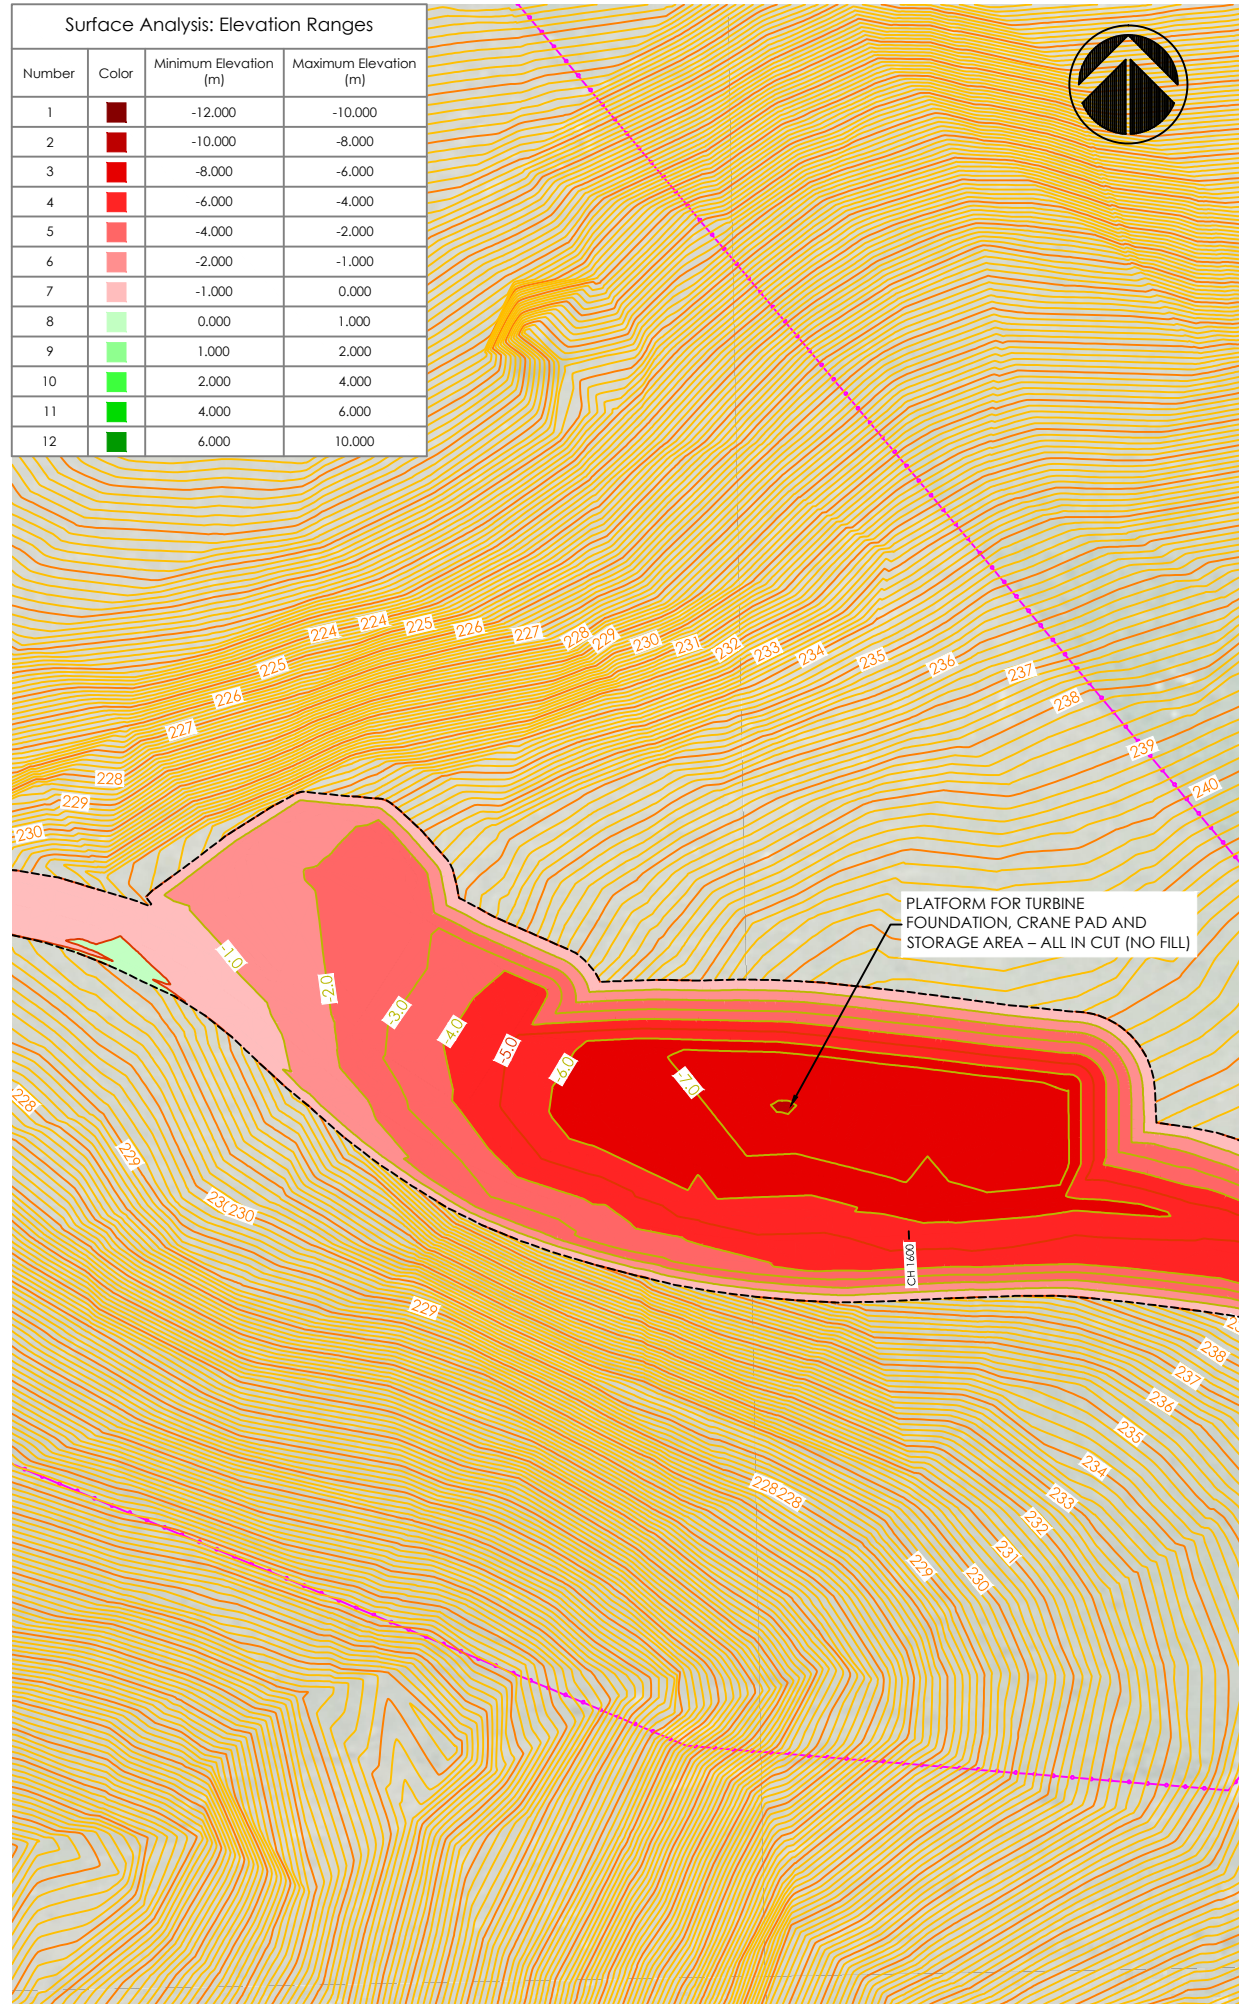 Surface Analysis: Elevation Ranges
Number Color Minimum Elevation (m) Maximum Elevation (m)
1 -12.000 -10.000
2 -10.000 -8.000
3 -8.000 -6.000
4 -6.000 -4.000
5 -4.000 -2.000
6 -2.000 -1.000
7 -1.000 0.000
8 0.000 1.000
9 1.000 2.000
10 2.000 4.000
11 4.000 6.000
12 6.000 10.000
224 224 225 226 227 228 229 230 231 232 233 234 235 236 237 238 239 240
225
226
227
228
229
230
PLATFORM FOR TURBINE
FOUNDATION, CRANE PAD AND
STORAGE AREA – ALL IN CUT (NO FILL)
-1.0
-2.0
-3.0
-4.0
-5.0
-6.0
-7.0
CH 1600
228
229
230
229
238
237
236
235
234
233
232
231
230
229
228 228